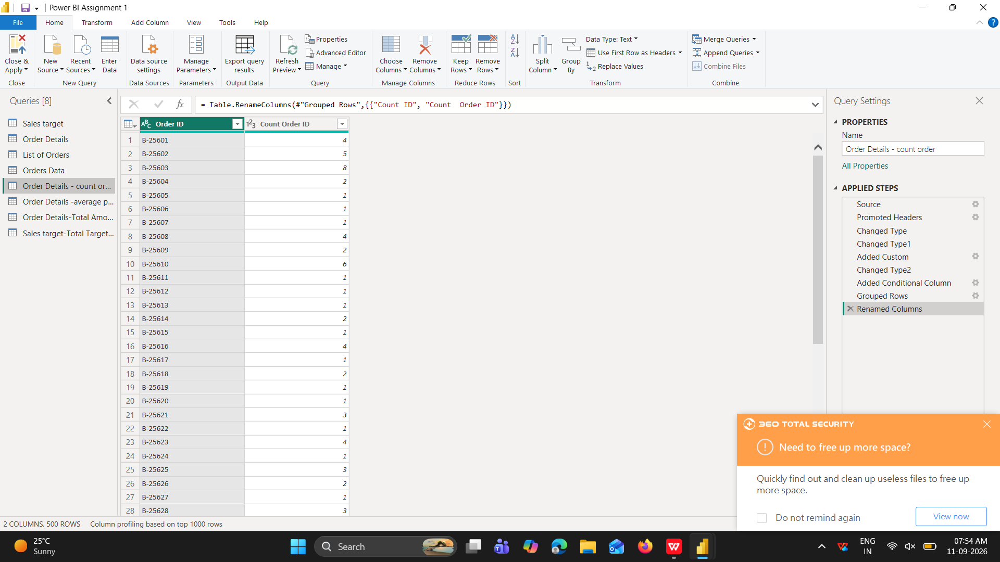 Power BI Assignment 1
File Home Transform Add Column View Tools Help
Close & Apply
New Source
Recent Sources
Enter Data
Data source settings
Manage Parameters
Export query results
Refresh Preview
Properties
Advanced Editor
Manage
Choose Columns
Remove Columns
Keep Rows
Remove Rows
Split Column
Group By
Data Type: Text
Use First Row as Headers
Replace Values
Merge Queries
Append Queries
Combine Files
Close New Query Data Sources Parameters Output Data Query Manage Columns Reduce Rows Sort Transform Combine
Queries [8]
Sales target
Order Details
List of Orders
Orders Data
Order Details - count or...
Order Details -average p...
Order Details-Total Amo...
Sales target-Total Target...
fx = Table.RenameColumns(#"Grouped Rows",{{"Count ID", "Count  Order ID"}})
ABC Order ID 123 Count Order ID
1 B-25601 4
2 B-25602 5
3 B-25603 8
4 B-25604 2
5 B-25605 1
6 B-25606 1
7 B-25607 1
8 B-25608 4
9 B-25609 2
10 B-25610 6
11 B-25611 1
12 B-25612 1
13 B-25613 1
14 B-25614 2
15 B-25615 1
16 B-25616 4
17 B-25617 1
18 B-25618 2
19 B-25619 1
20 B-25620 1
21 B-25621 3
22 B-25622 1
23 B-25623 4
24 B-25624 1
25 B-25625 3
26 B-25626 2
27 B-25627 1
28 B-25628 3
Query Settings
PROPERTIES
Name
Order Details - count order
All Properties
APPLIED STEPS
Source
Promoted Headers
Changed Type
Changed Type1
Added Custom
Changed Type2
Added Conditional Column
Grouped Rows
Renamed Columns
360 TOTAL SECURITY
Need to free up more space?
Quickly find out and clean up useless files to free up
more space.
Do not remind again
View now
2 COLUMNS, 500 ROWS Column profiling based on top 1000 rows
25°C
Sunny
Search
ENG
IN
07:54 AM
11-09-2026